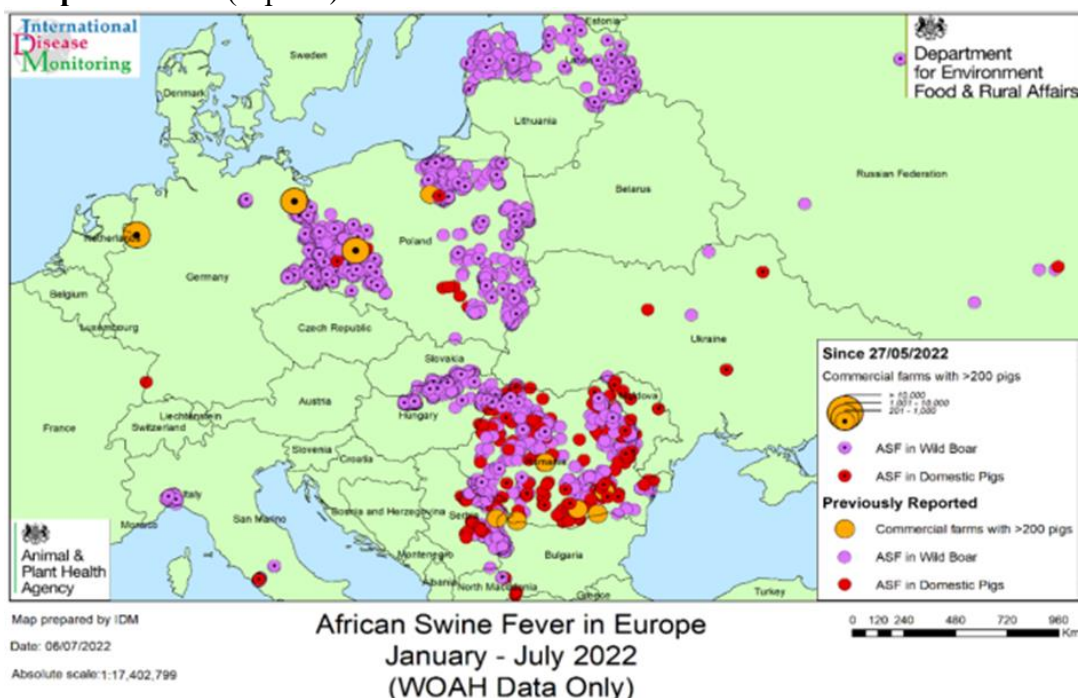 International
Disease
Monitoring
Department
for Environment
Food & Rural Affairs
Estonia
Sweden
Denmark
Lithuania
Russian Federation
Belarus
Netherlands
Poland
Germany
Belgium
Luxembourg
Czech Republic
Ukraine
Slovakia
Since 27/05/2022
Commercial farms with >200 pigs
> 10,000
1,001 - 10,000
201 - 1,000
ASF in Wild Boar
ASF in Domestic Pigs
Previously Reported
Commercial farms with >200 pigs
ASF in Wild Boar
ASF in Domestic Pigs
Austria
Moldova
Hungary
Liechtenstein
Switzerland
France
Slovenia
Croatia
Romania
Italy
Bosnia and Herzegovina
Serbia
San Marino
Monaco
Montenegro
Bulgaria
Albania
North Macedonia
Greece
Turkey
Animal &
Plant Health
Agency
Map prepared by IDM
Date: 06/07/2022
Absolute scale:1:17,402,799
African Swine Fever in Europe
January - July 2022
(WOAH Data Only)
0 120 240 480 720 960
Km